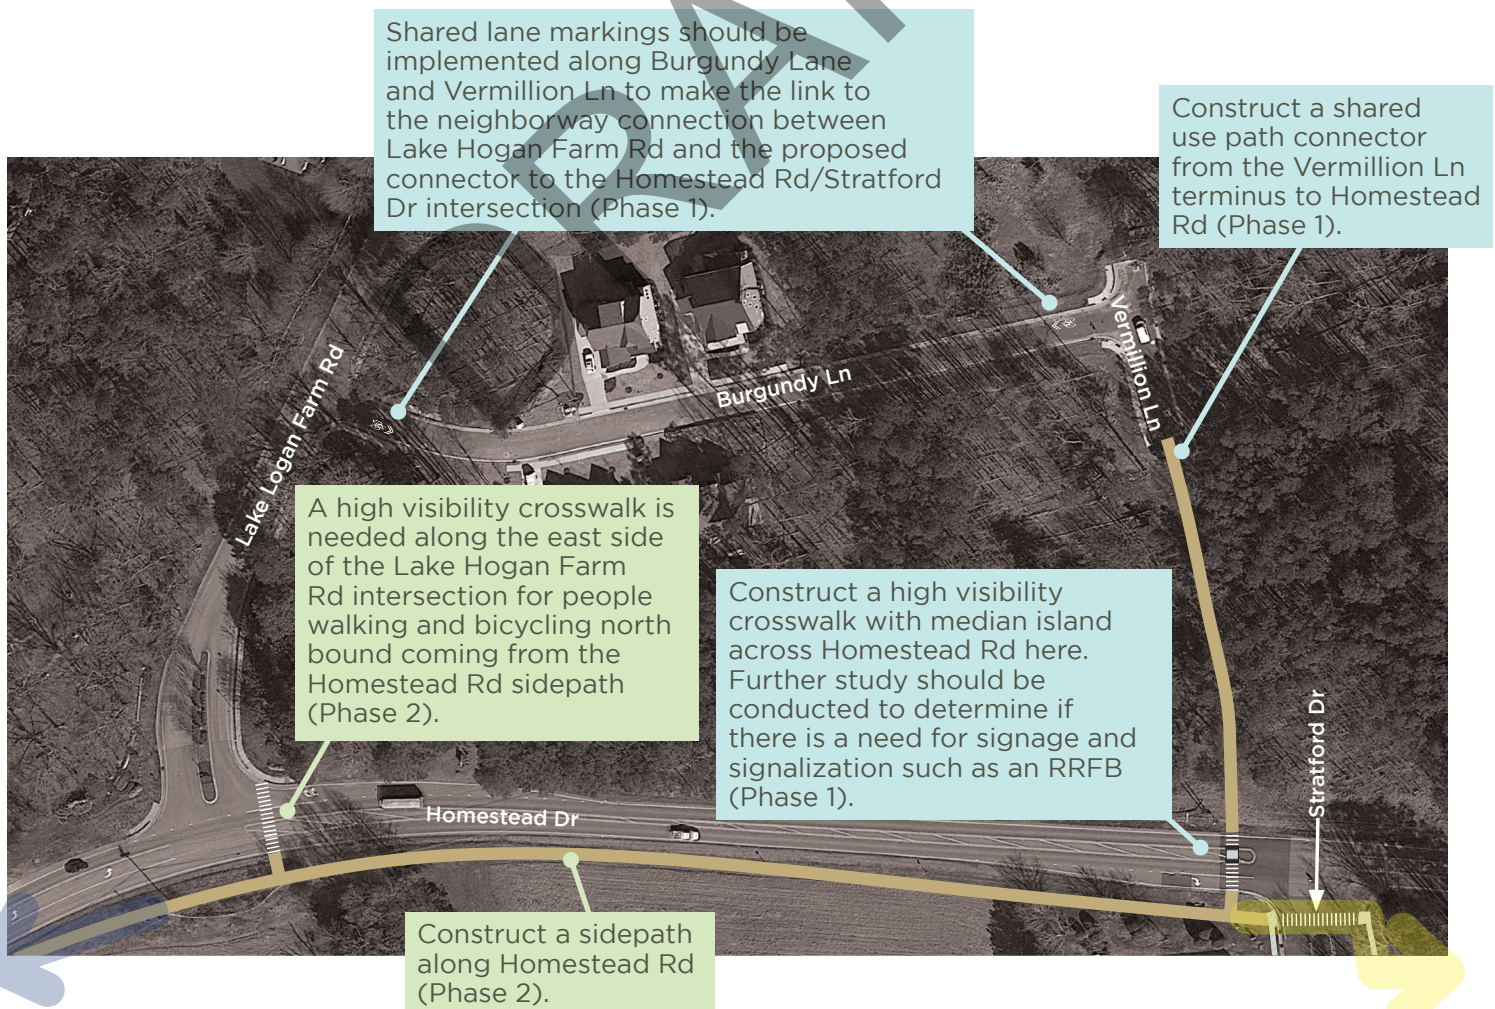 Shared lane markings should be
implemented along Burgundy Lane
and Vermillion Ln to make the link to
the neighborway connection between
Lake Hogan Farm Rd and the proposed
connector to the Homestead Rd/Stratford
Dr intersection (Phase 1).
Construct a shared
use path connector
from the Vermillion Ln
terminus to Homestead
Rd (Phase 1).
Vermillion Ln
Burgundy Ln
Lake Logan Farm Rd
A high visibility crosswalk is
needed along the east side
of the Lake Hogan Farm
Rd intersection for people
walking and bicycling north
bound coming from the
Homestead Rd sidepath
(Phase 2).
Construct a high visibility
crosswalk with median island
across Homestead Rd here.
Further study should be
conducted to determine if
there is a need for signage and
signalization such as an RRFB
(Phase 1).
Stratford Dr
Homestead Dr
Construct a sidepath
along Homestead Rd
(Phase 2).